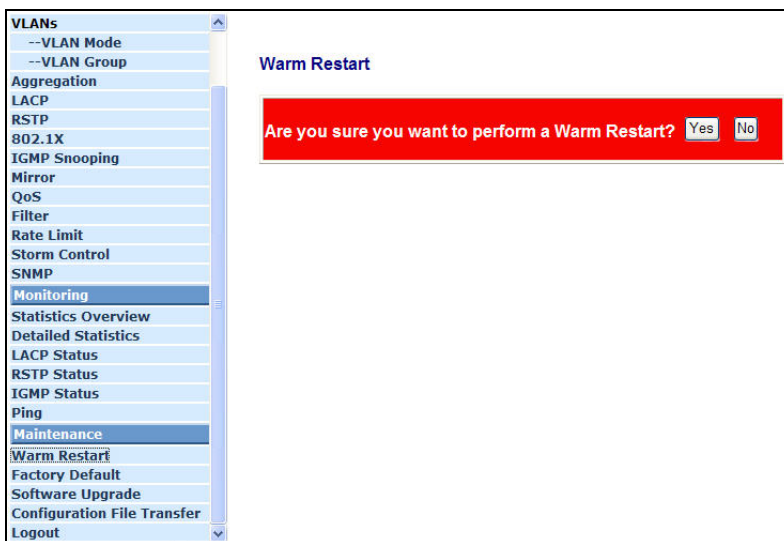 VLANs
--VLAN Mode
--VLAN Group
Aggregation
LACP
RSTP
802.1X
IGMP Snooping
Mirror
QoS
Filter
Rate Limit
Storm Control
SNMP
Monitoring
Statistics Overview
Detailed Statistics
LACP Status
RSTP Status
IGMP Status
Ping
Maintenance
Warm Restart
Factory Default
Software Upgrade
Configuration File Transfer
Logout
Warm Restart
Are you sure you want to perform a Warm Restart? Yes No